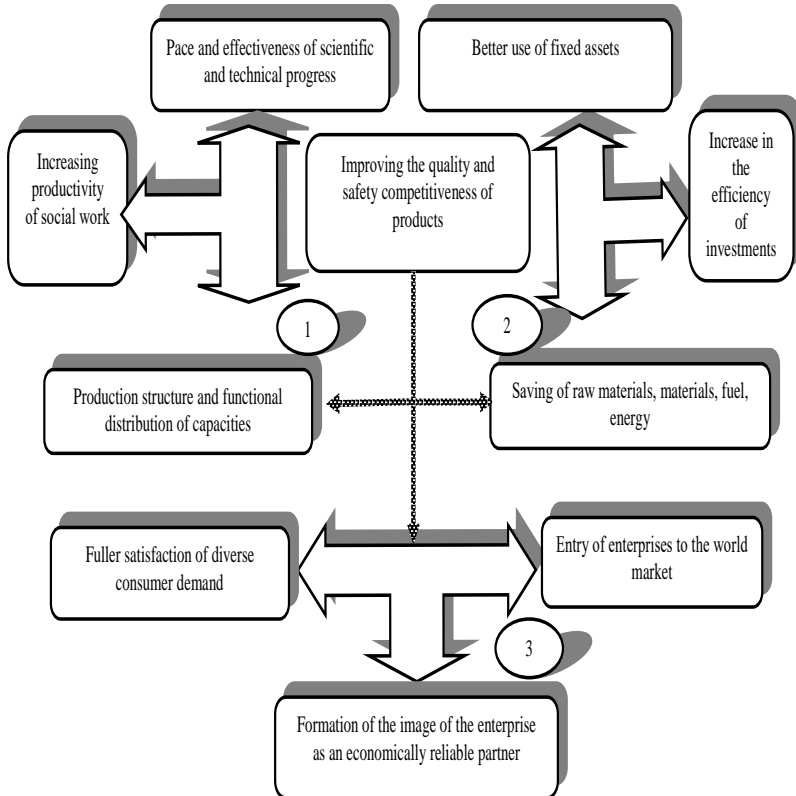 Pace and effectiveness of scientific
and technical progress
Better use of fixed assets
Increasing
productivity
of social work
Improving the quality and
safety competitiveness of
products
Increase in
the
efficiency
of
investments
1
2
Production structure and functional
distribution of capacities
Saving of raw materials, materials, fuel,
energy
Fuller satisfaction of diverse
consumer demand
Entry of enterprises to the world
market
3
Formation of the image of the enterprise
as an economically reliable partner